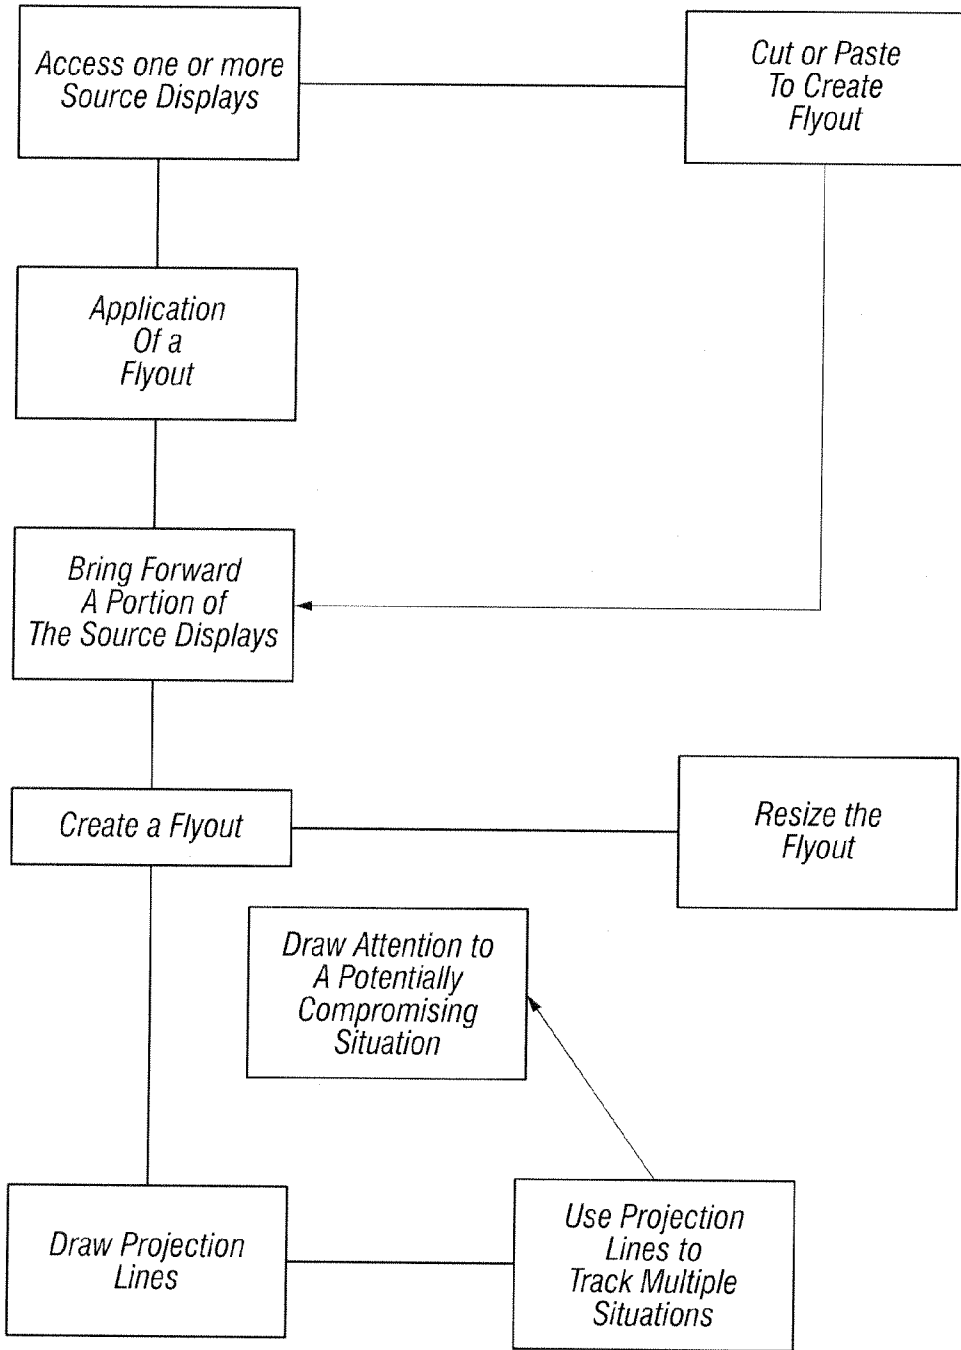 Access one or more
Source Displays
Cut or Paste
To Create
Flyout
Application
Of a
Flyout
Bring Forward
A Portion of
The Source Displays
Create a Flyout
Resize the
Flyout
Draw Attention to
A Potentially
Compromising
Situation
Draw Projection
Lines
Use Projection
Lines to
Track Multiple
Situations